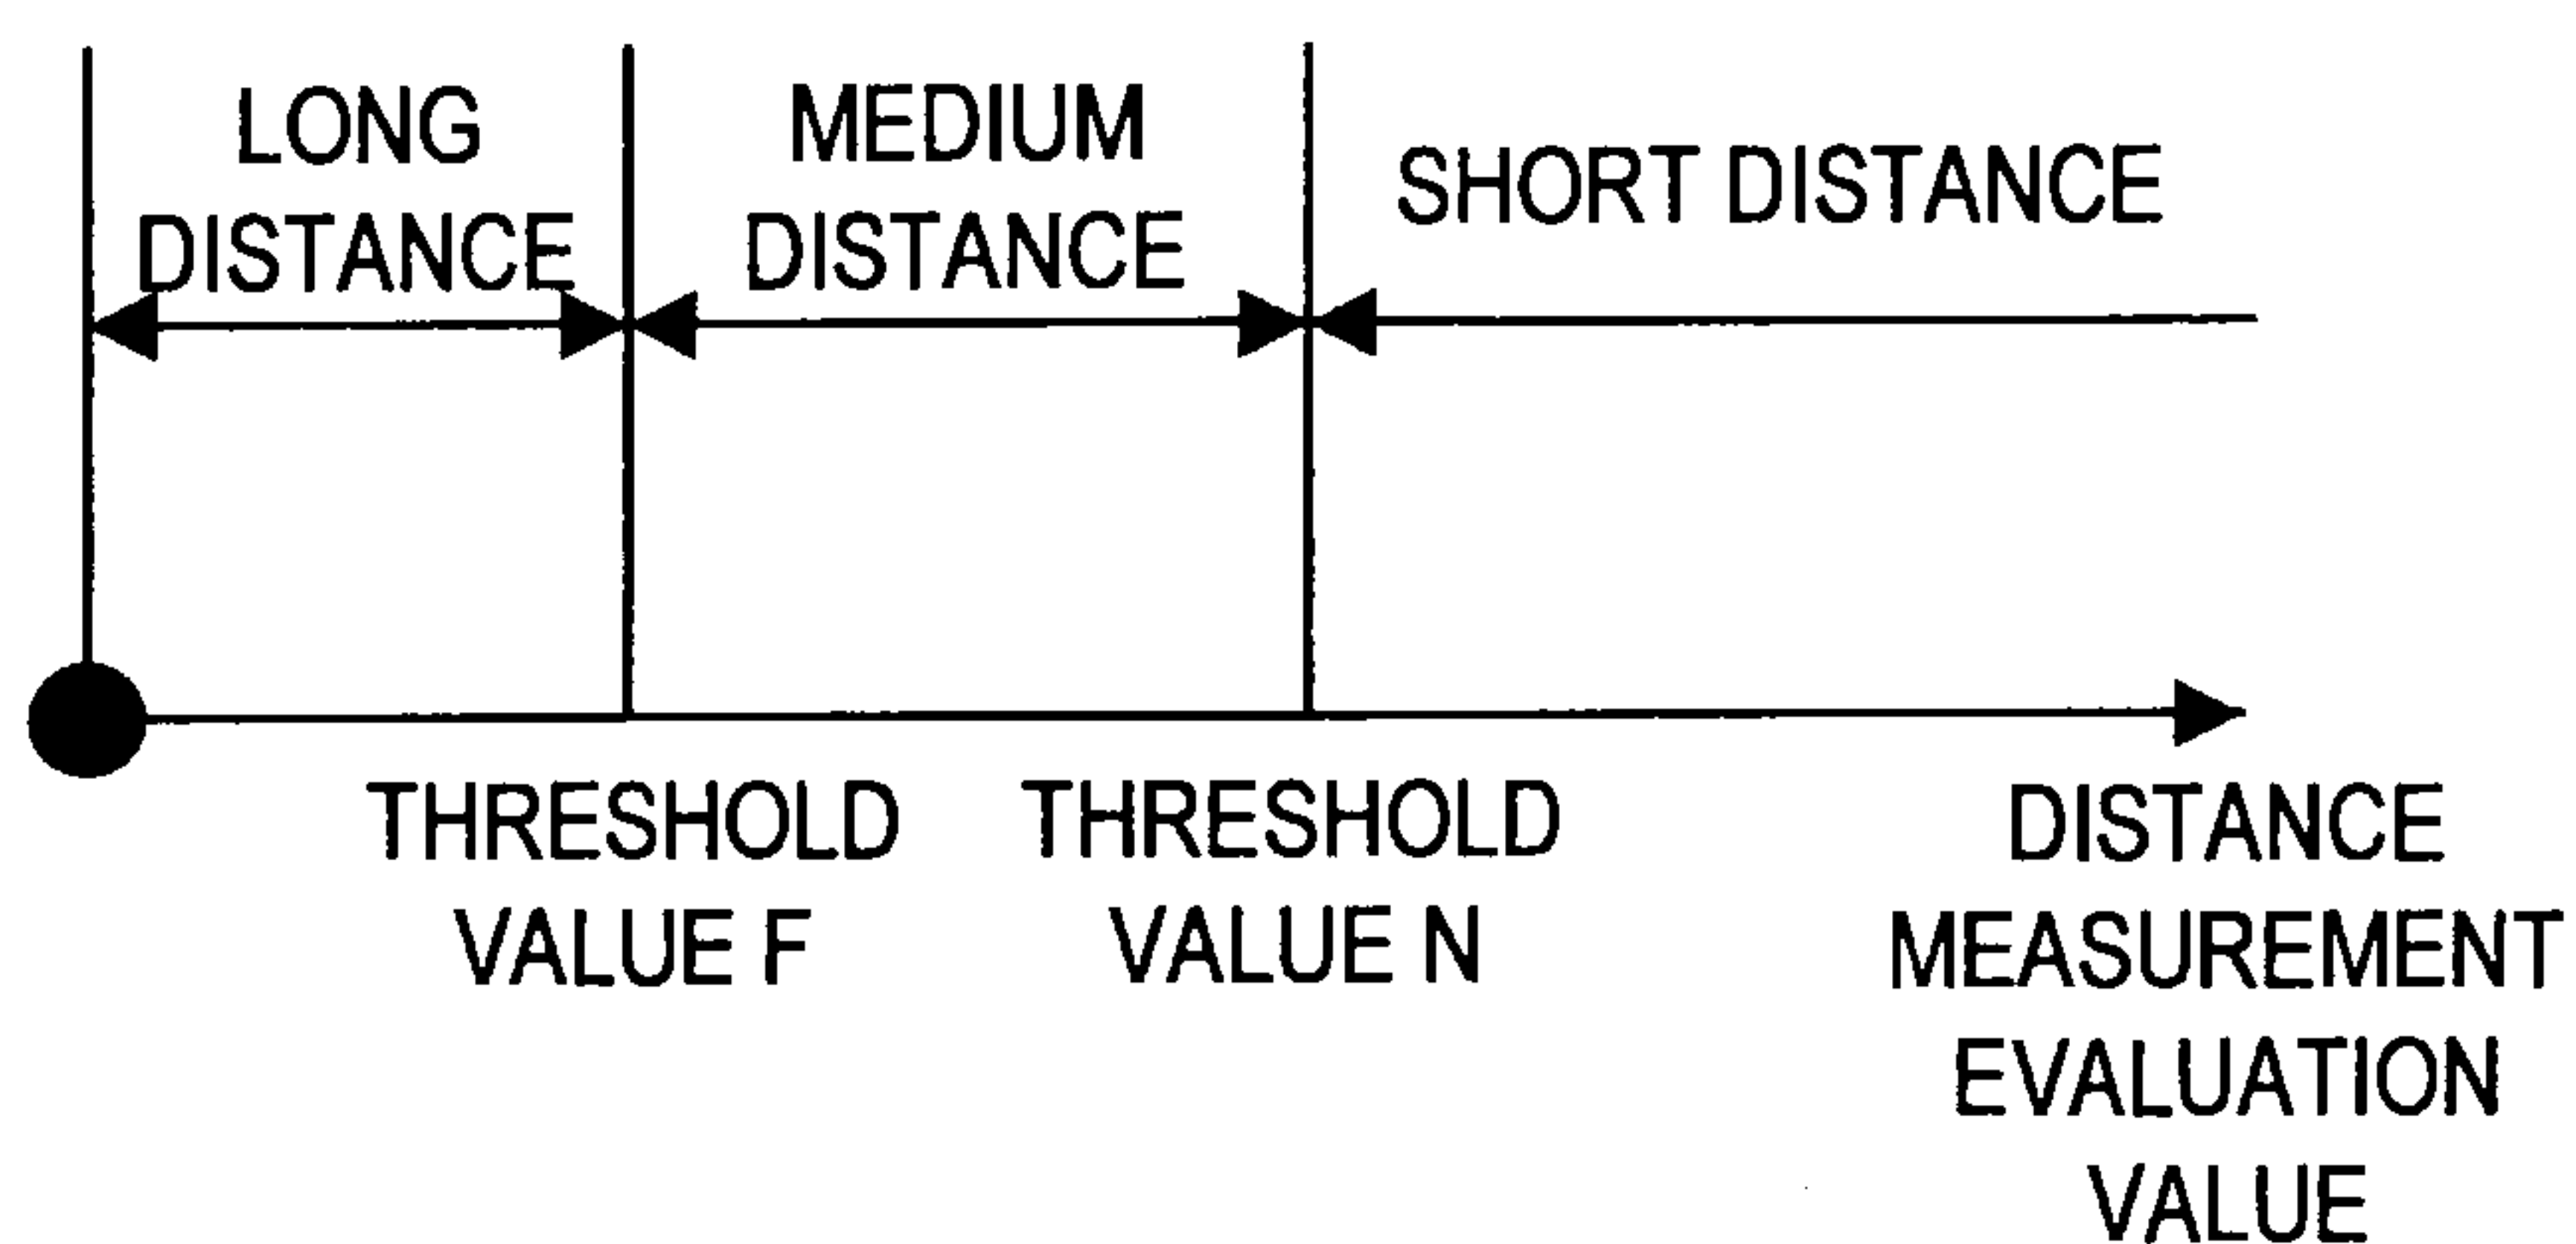 LONG
DISTANCE
MEDIUM
DISTANCE
SHORT DISTANCE
THRESHOLD
VALUE F
THRESHOLD
VALUE N
DISTANCE
MEASUREMENT
EVALUATION
VALUE